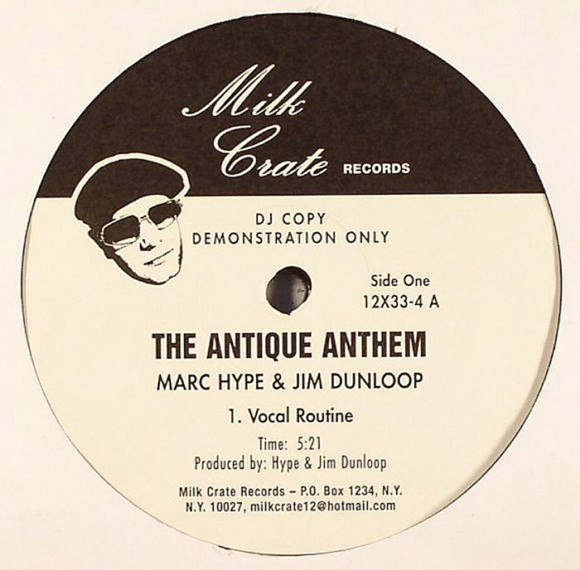 Milk
Crate RECORDS
DJ COPY
DEMONSTRATION ONLY
Side One
12X33-4 A
THE ANTIQUE ANTHEM
MARC HYPE & JIM DUNLOOP
1. Vocal Routine
Time: 5:21
Produced by: Hype & Jim Dunloop
Milk Crate Records – P.O. Box 1234, N.Y.
N.Y. 10027, milkcrate12@hotmail.com